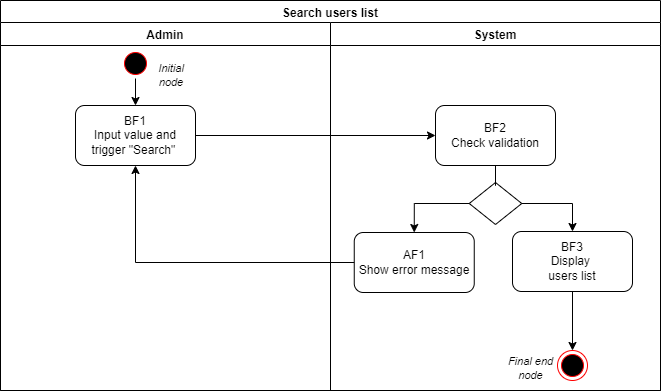 Search users list
Admin
System
Initial
node
BF1
Input value and
trigger "Search"
BF2
Check validation
AF1
Show error message
BF3
Display
users list
Final end
node